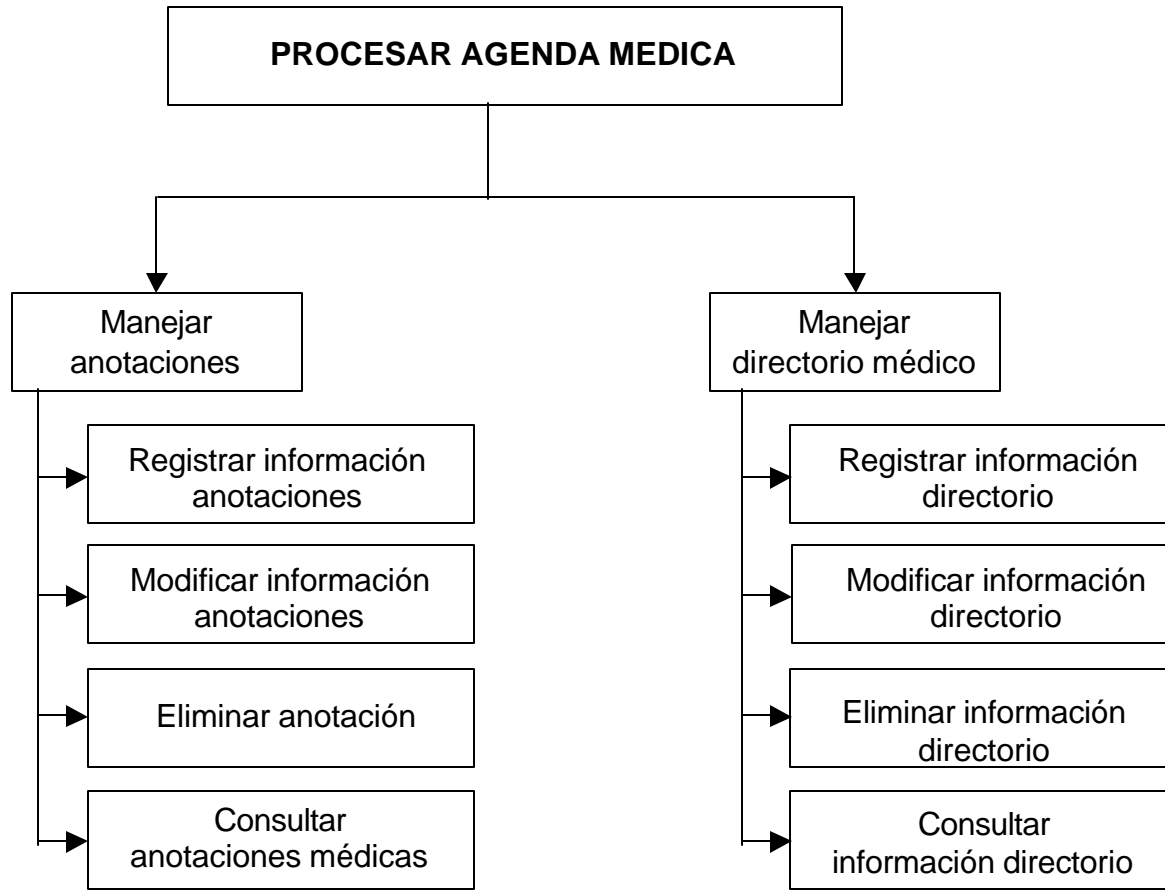 PROCESAR AGENDA MEDICA
Manejar
anotaciones
Registrar información
anotaciones
Modificar información
anotaciones
Eliminar anotación
Consultar
anotaciones médicas
Manejar
directorio médico
Registrar información
directorio
Modificar información
directorio
Eliminar información
directorio
Consultar
información directorio